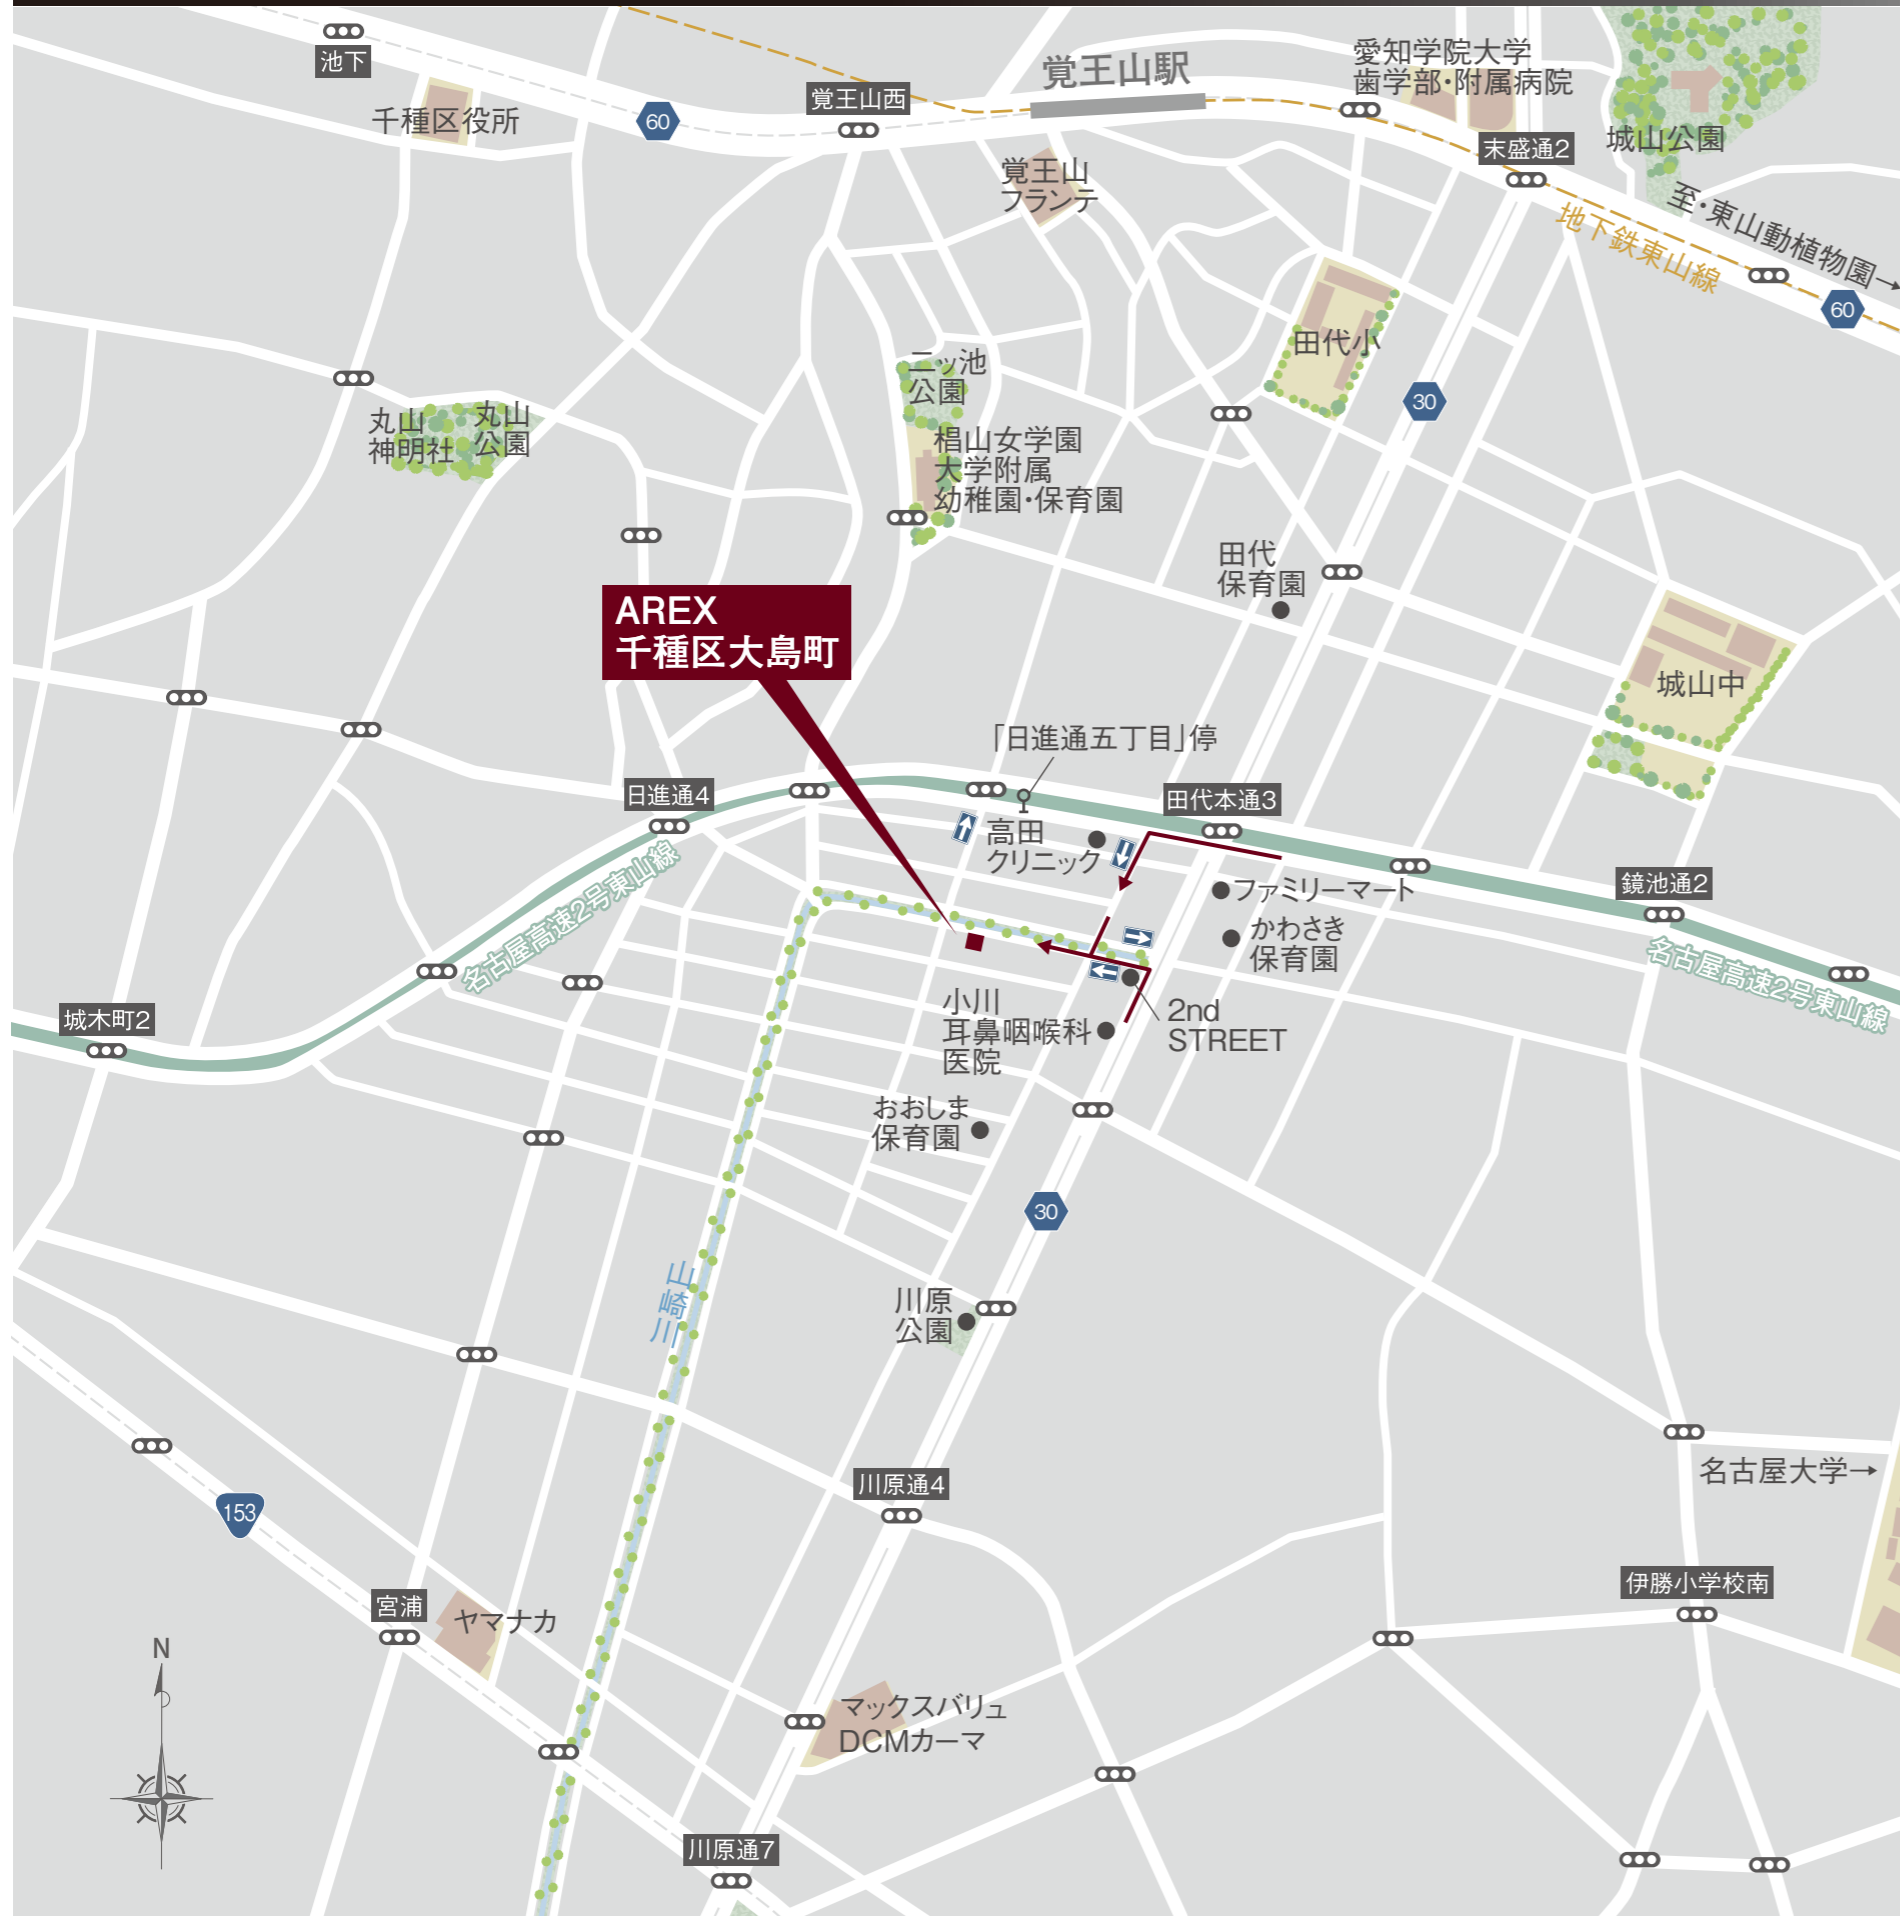 池下
千種区役所
60
覚王山西
覚王山駅
愛知学院大学
歯学部・附属病院
城山公園
末盛通2
至・東山動植物園→
地下鉄東山線
60
覚王山
フランテ
田代小
30
二ッ池
公園
丸山
神明社
丸山
公園
椙山女学園
大学附属
幼稚園・保育園
田代
保育園
AREX
千種区大島町
城山中
「日進通五丁目」停
日進通4
田代本通3
高田
クリニック
名古屋高速2号東山線
ファミリーマート
鏡池通2
かわさき
保育園
名古屋高速2号東山線
城木町2
小川
耳鼻咽喉科
医院
2nd
STREET
おおしま
保育園
30
山崎川
川原
公園
名古屋大学→
川原通4
153
伊勝小学校南
宮浦
ヤマナカ
N
マックスバリュ
DCMカーマ
川原通7